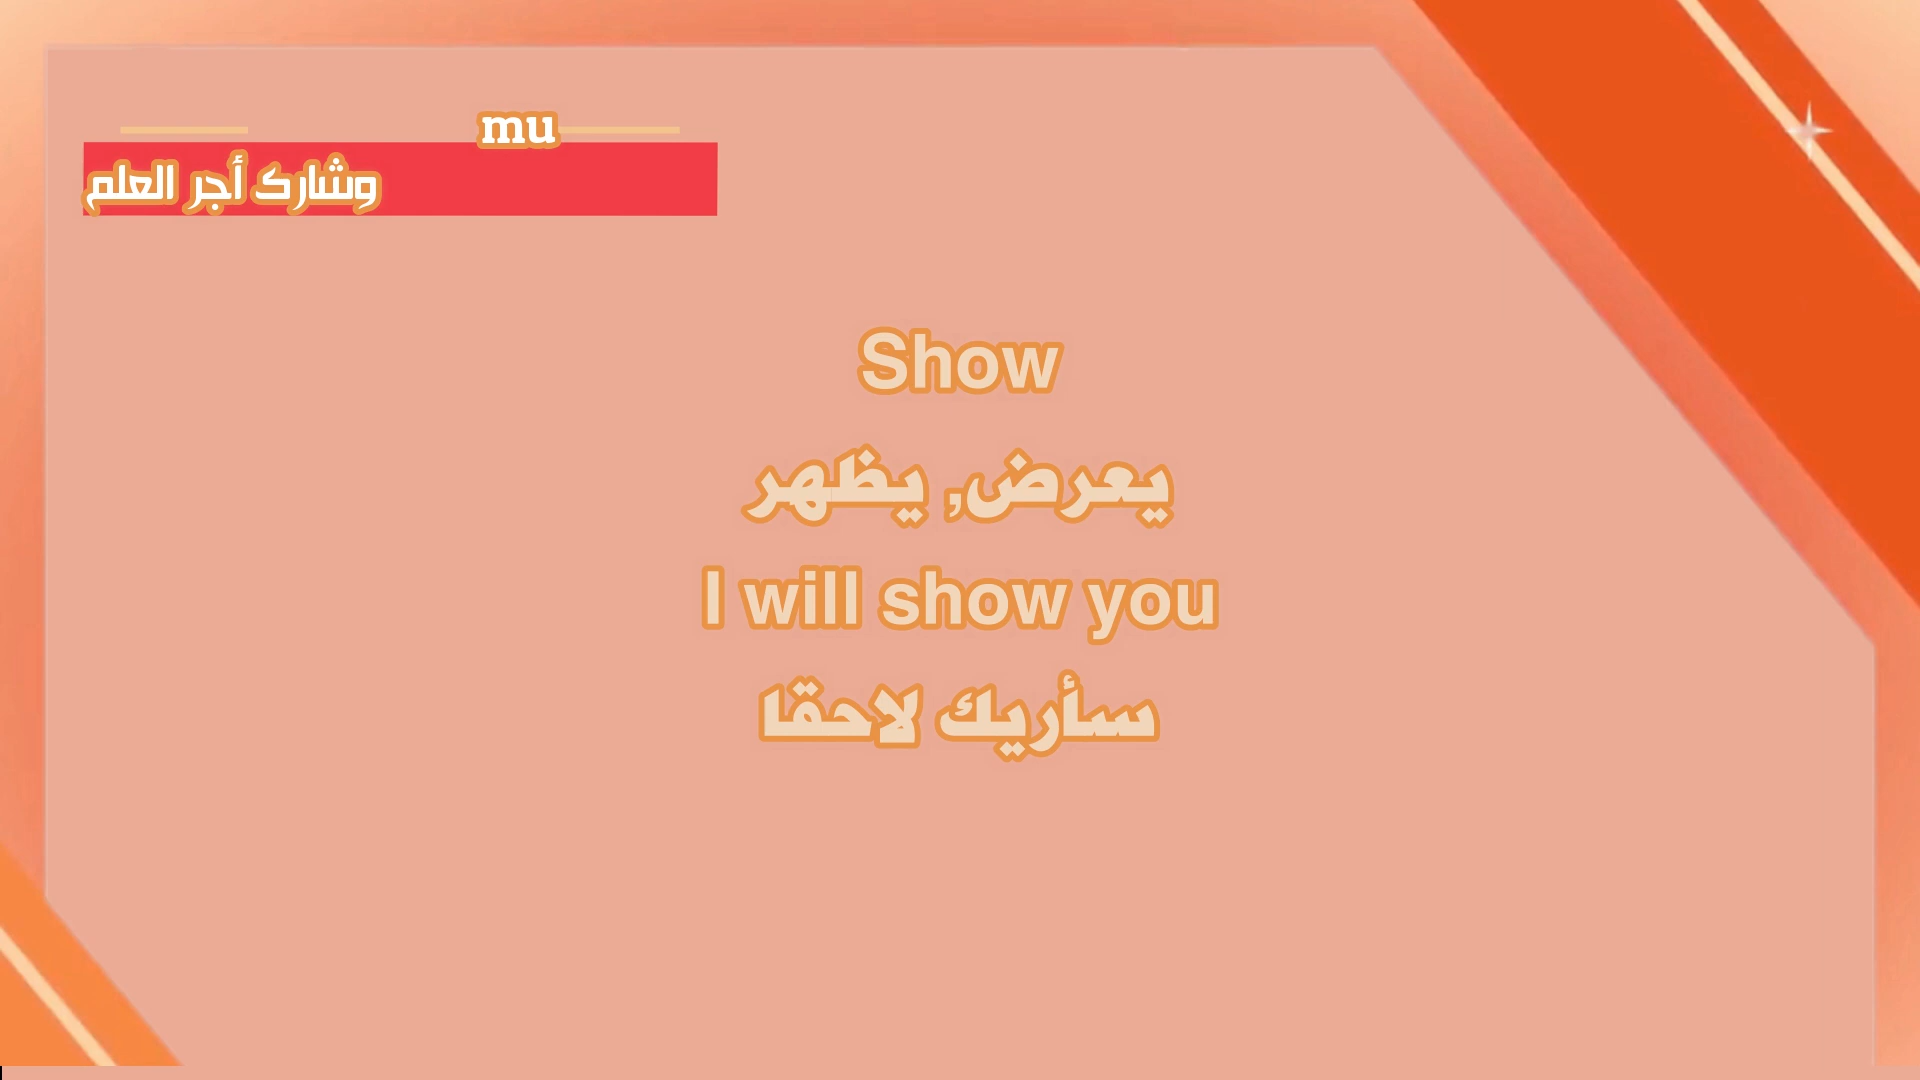 mu
وشارك أجر العلم
Show
يعرض, يظهر
I will show you
سأريك لاحقا